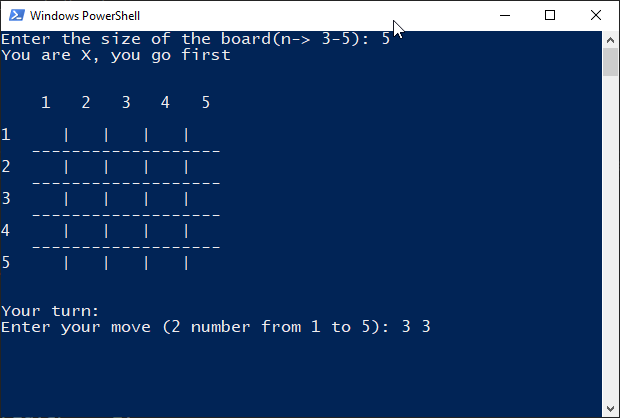 Windows PowerShell
Enter the size of the board(n-> 3-5): 5
You are X, you go first
    1   2   3   4   5
1     |   |   |   |
   -------------------
2     |   |   |   |
   -------------------
3     |   |   |   |
   -------------------
4     |   |   |   |
   -------------------
5     |   |   |   |
Your turn:
Enter your move (2 number from 1 to 5): 3 3